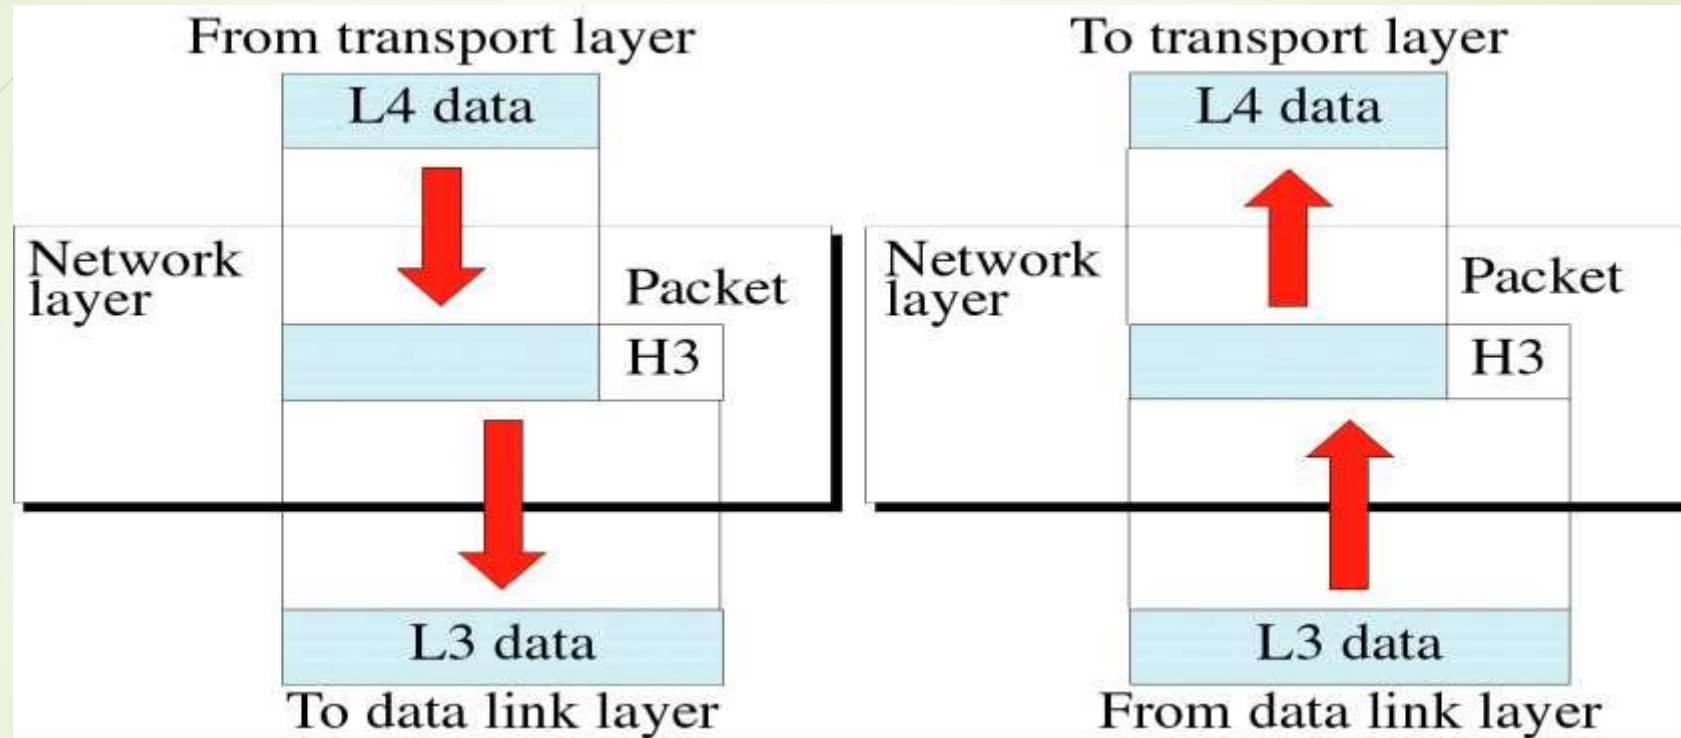 From transport layer
L4 data
Network
layer
Packet
H3
L3 data
To data link layer
To transport layer
L4 data
Network
layer
Packet
H3
L3 data
From data link layer